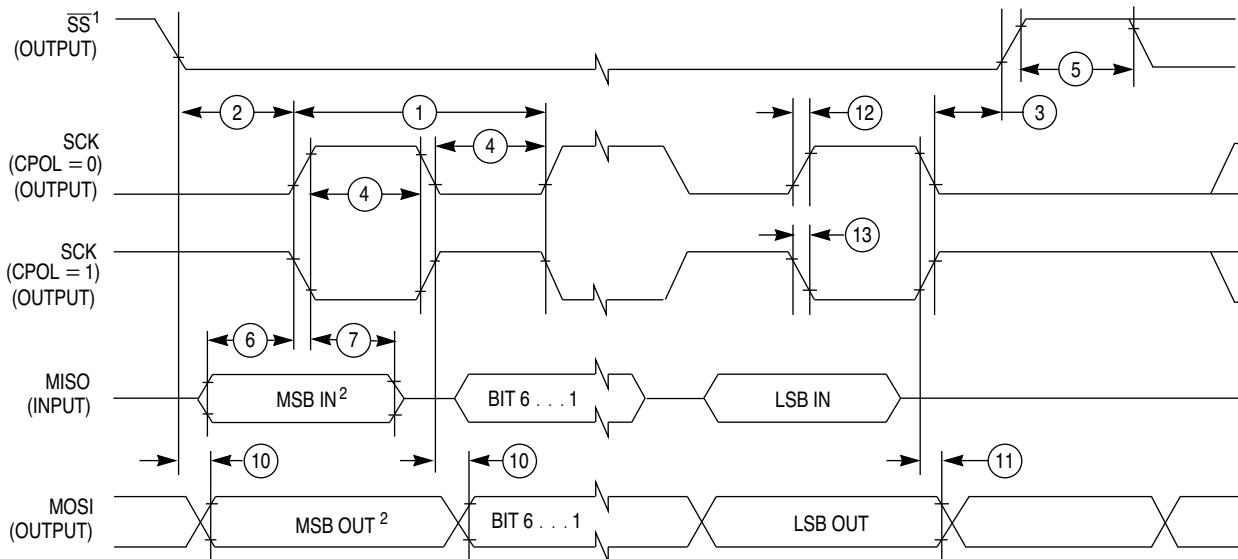 SS¹
(OUTPUT)
5
2
1
12
3
SCK
(CPOL = 0)
(OUTPUT)
4
4
SCK
(CPOL = 1)
(OUTPUT)
13
6
7
MISO
(INPUT)
MSB IN²
BIT 6 . . . 1
LSB IN
10
10
11
MOSI
(OUTPUT)
MSB OUT²
BIT 6 . . . 1
LSB OUT